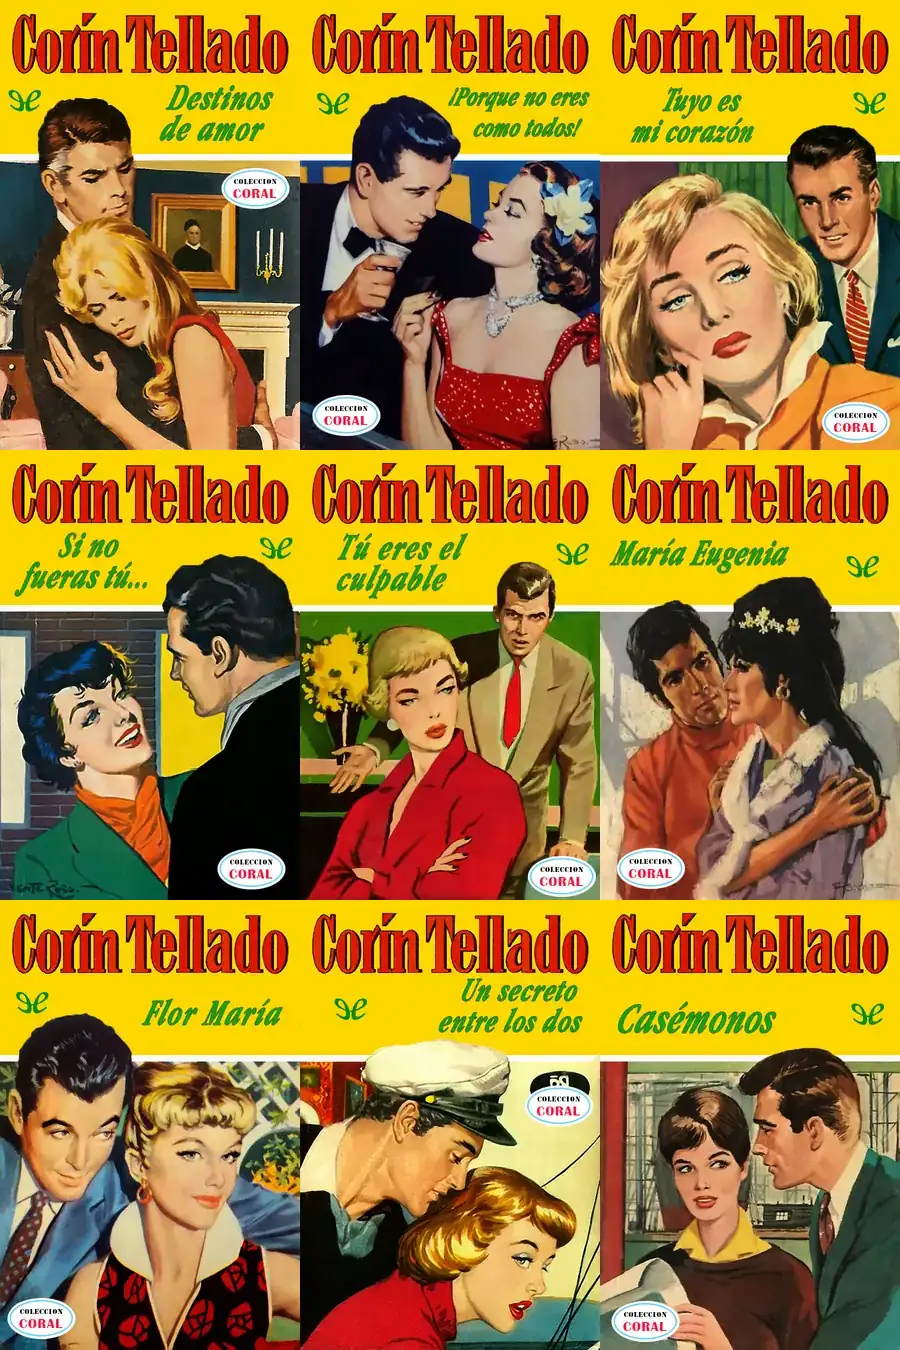 Corín Tellado
Destinos
de amor
COLECCION
CORAL
Corín Tellado
¡Porque no eres
como todos!
COLECCION
CORAL
Corín Tellado
Tuyo es
mi corazón
COLECCION
CORAL
Corín Tellado
Si no
fueras tú...
COLECCION
CORAL
Corín Tellado
Tú eres el
culpable
COLECCION
CORAL
Corín Tellado
María Eugenia
COLECCION
CORAL
Corín Tellado
Flor María
COLECCION
CORAL
Corín Tellado
Un secreto
entre los dos
COLECCION
CORAL
Corín Tellado
Casémonos
COLECCION
CORAL